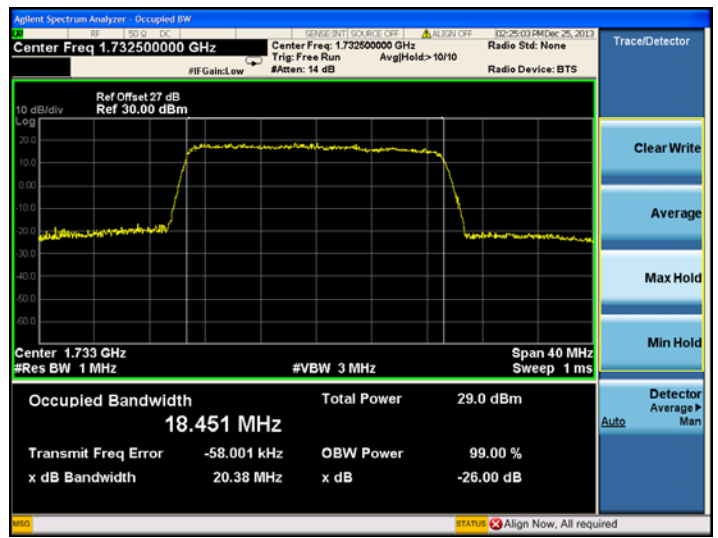 Agilent Spectrum Analyzer - Occupied BW
RF 50 Ω DC SENSE:INT SOURCE OFF ALIGN OFF 02:25:03 PM Dec 25, 2013
Center Freq 1.732500000 GHz Center Freq: 1.732500000 GHz Radio Std: None Trace/Detector
Trig: Free Run Avg|Hold:> 10/10
#IFGain:Low #Atten: 14 dB Radio Device: BTS
Ref Offset 27 dB
10 dB/div Ref 30.00 dBm
Log
20.0
10.0
0.00
-10.0
-20.0
-30.0
-40.0
-50.0
-60.0
Clear Write
Average
Max Hold
Min Hold
Center 1.733 GHz Span 40 MHz
#Res BW 1 MHz #VBW 3 MHz Sweep 1 ms
Occupied Bandwidth Total Power 29.0 dBm
18.451 MHz
Transmit Freq Error -58.001 kHz OBW Power 99.00 %
x dB Bandwidth 20.38 MHz x dB -26.00 dB
Detector
Average▶
Auto Man
MSG STATUS Align Now, All required